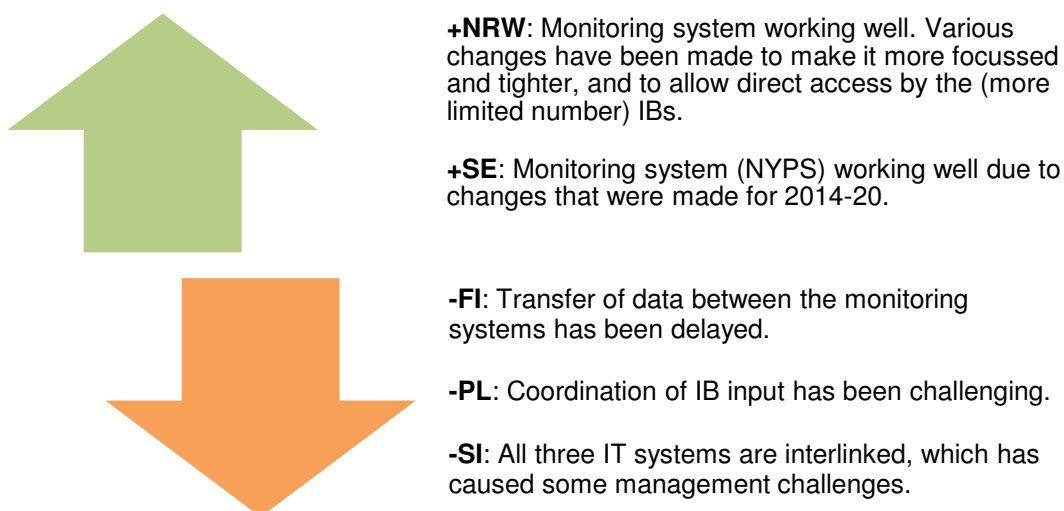 +NRW: Monitoring system working well. Various
changes have been made to make it more focussed
and tighter, and to allow direct access by the (more
limited number) IBs.
+SE: Monitoring system (NYPS) working well due to
changes that were made for 2014-20.
-FI: Transfer of data between the monitoring
systems has been delayed.
-PL: Coordination of IB input has been challenging.
-SI: All three IT systems are interlinked, which has
caused some management challenges.